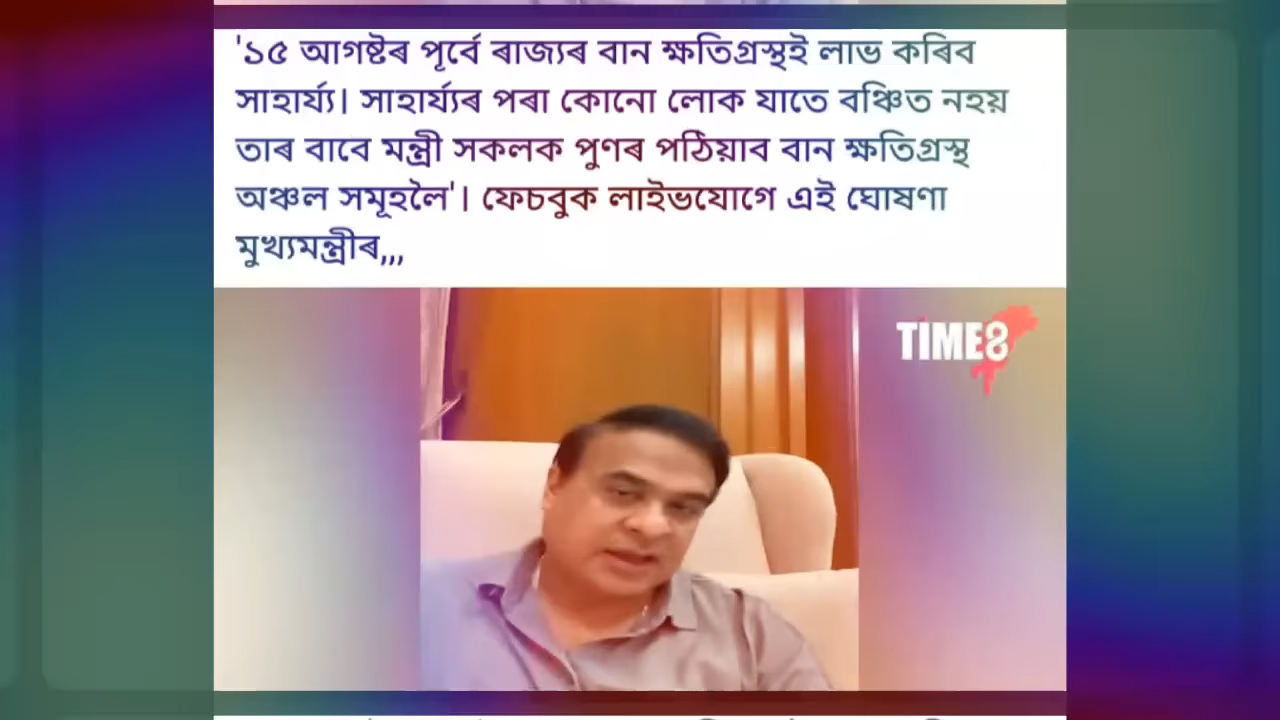 '১৫ আগষ্টৰ পূৰ্বে ৰাজ্যৰ বান ক্ষতিগ্ৰস্থই লাভ কৰিব
সাহাৰ্য্য। সাহাৰ্য্যৰ পৰা কোনো লোক যাতে বঞ্চিত নহয়
তাৰ বাবে মন্ত্ৰী সকলক পুণৰ পঠিয়াব বান ক্ষতিগ্ৰস্থ
অঞ্চল সমূহলৈ'। ফেচবুক লাইভযোগে এই ঘোষণা
মুখ্যমন্ত্ৰীৰ,,,
TIME8